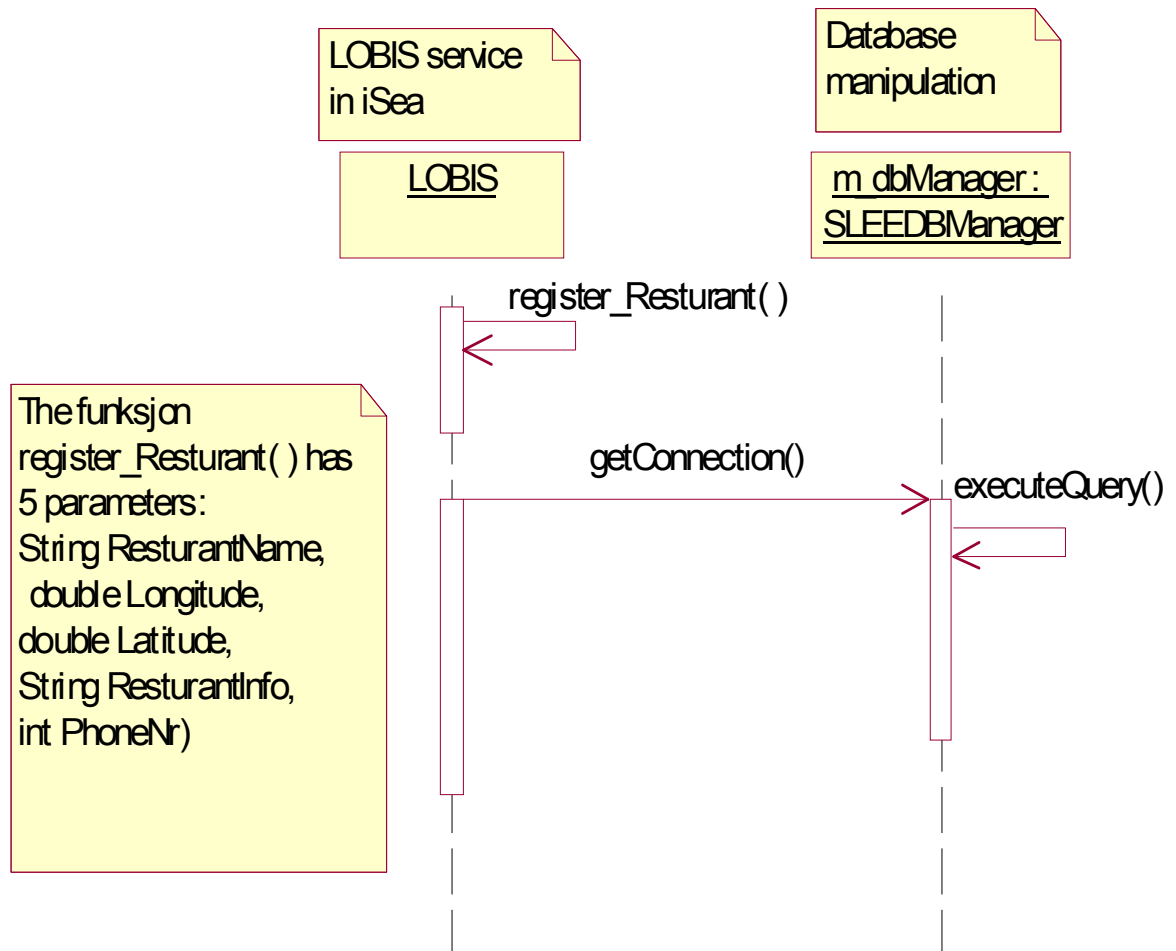 LOBIS service
in iSea
Database
manipulation
LOBIS
m_dbManager :
SLEEDBManager
register_Resturant( )
The funksjon
register_Resturant( ) has
5 parameters:
String ResturantName,
double Longitude,
double Latitude,
String ResturantInfo,
int PhoneNr)
getConnection()
executeQuery()